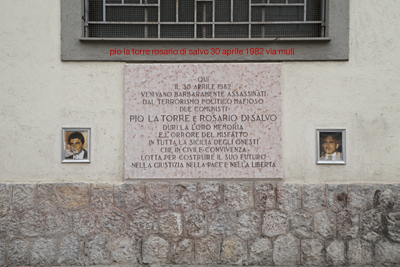 pio la torre rosario di salvo 30 aprile 1982 via muli
QUI
IL 30 APRILE 1982
VENIVANO BARBARAMENTE ASSASSINATI
DAL TERRORISMO POLITICO MAFIOSO
DUE COMUNISTI
PIO LA TORRE E ROSARIO DI SALVO
DURI LA LORO MEMORIA
E L'ORRORE DEL MISFATTO
IN TUTTA LA SICILIA DEGLI ONESTI
CHE IN CIVILE CONVIVENZA
LOTTA PER COSTRUIRE IL SUO FUTURO
NELLA GIUSTIZIA NELLA PACE E NELLA LIBERTA'